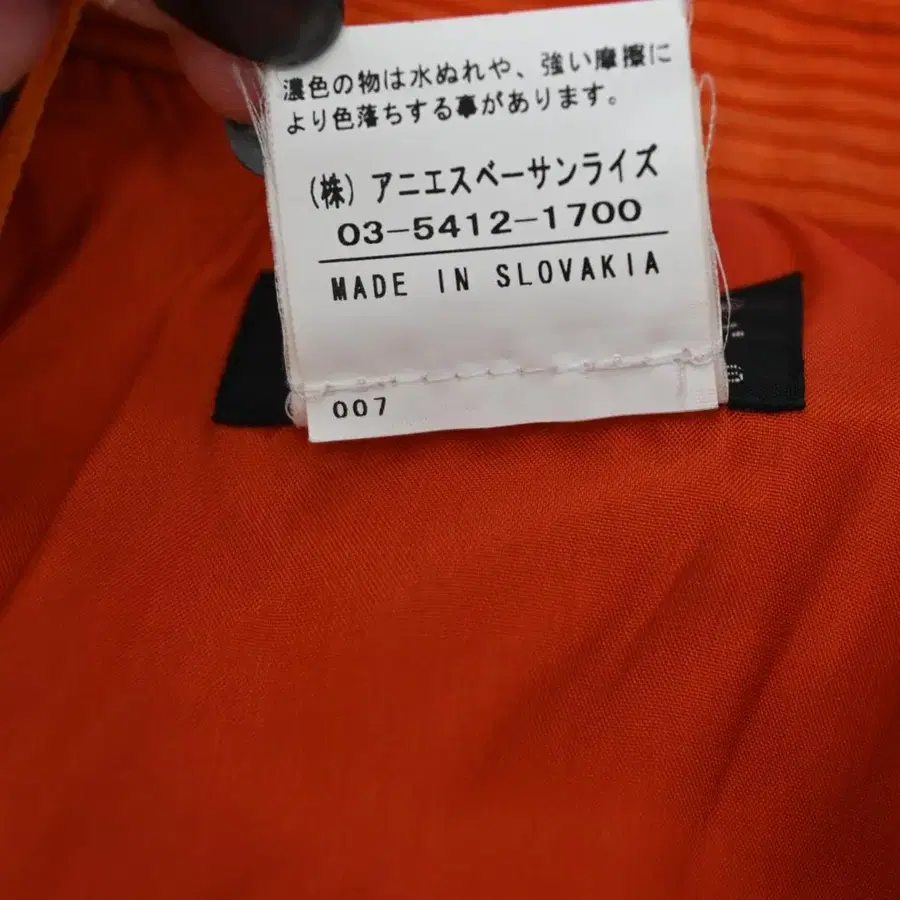 濃色の物は水ぬれや、強い摩擦に
より色落ちする事があります。
(株)アニエスベーサンライズ
03-5412-1700
MADE IN SLOVAKIA
007